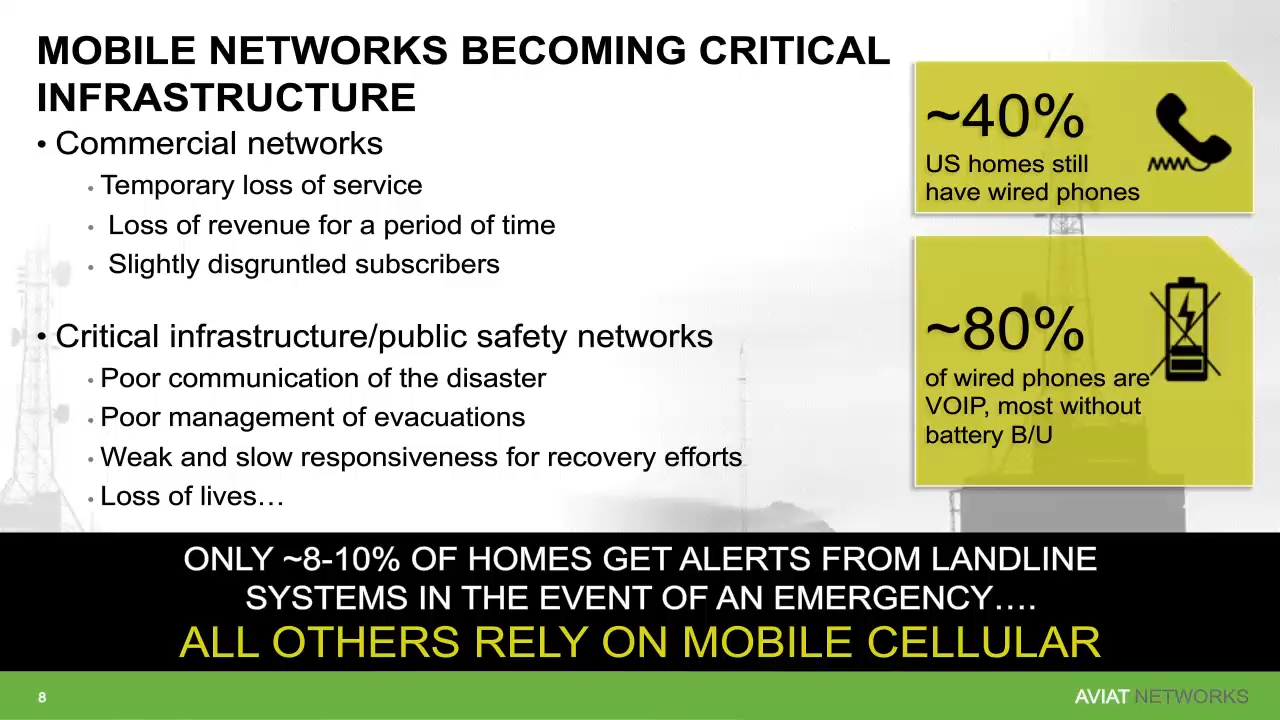 MOBILE NETWORKS BECOMING CRITICAL
INFRASTRUCTURE
• Commercial networks
• Temporary loss of service
• Loss of revenue for a period of time
• Slightly disgruntled subscribers
• Critical infrastructure/public safety networks
• Poor communication of the disaster
• Poor management of evacuations
• Weak and slow responsiveness for recovery efforts
• Loss of lives…
~40%
US homes still
have wired phones
~80%
of wired phones are
VOIP, most without
battery B/U
ONLY ~8-10% OF HOMES GET ALERTS FROM LANDLINE
SYSTEMS IN THE EVENT OF AN EMERGENCY….
ALL OTHERS RELY ON MOBILE CELLULAR
8
AVIAT NETWORKS